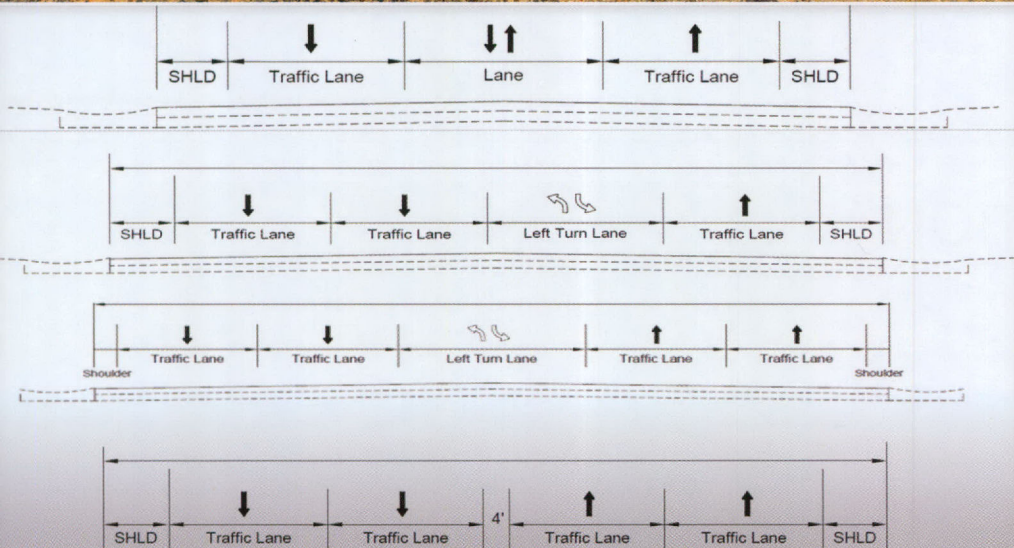 SHLD Traffic Lane Lane Traffic Lane SHLD
SHLD Traffic Lane Traffic Lane Left Turn Lane Traffic Lane SHLD
Traffic Lane Traffic Lane Left Turn Lane Traffic Lane Traffic Lane
Shoulder Shoulder
4'
SHLD Traffic Lane Traffic Lane Traffic Lane Traffic Lane SHLD